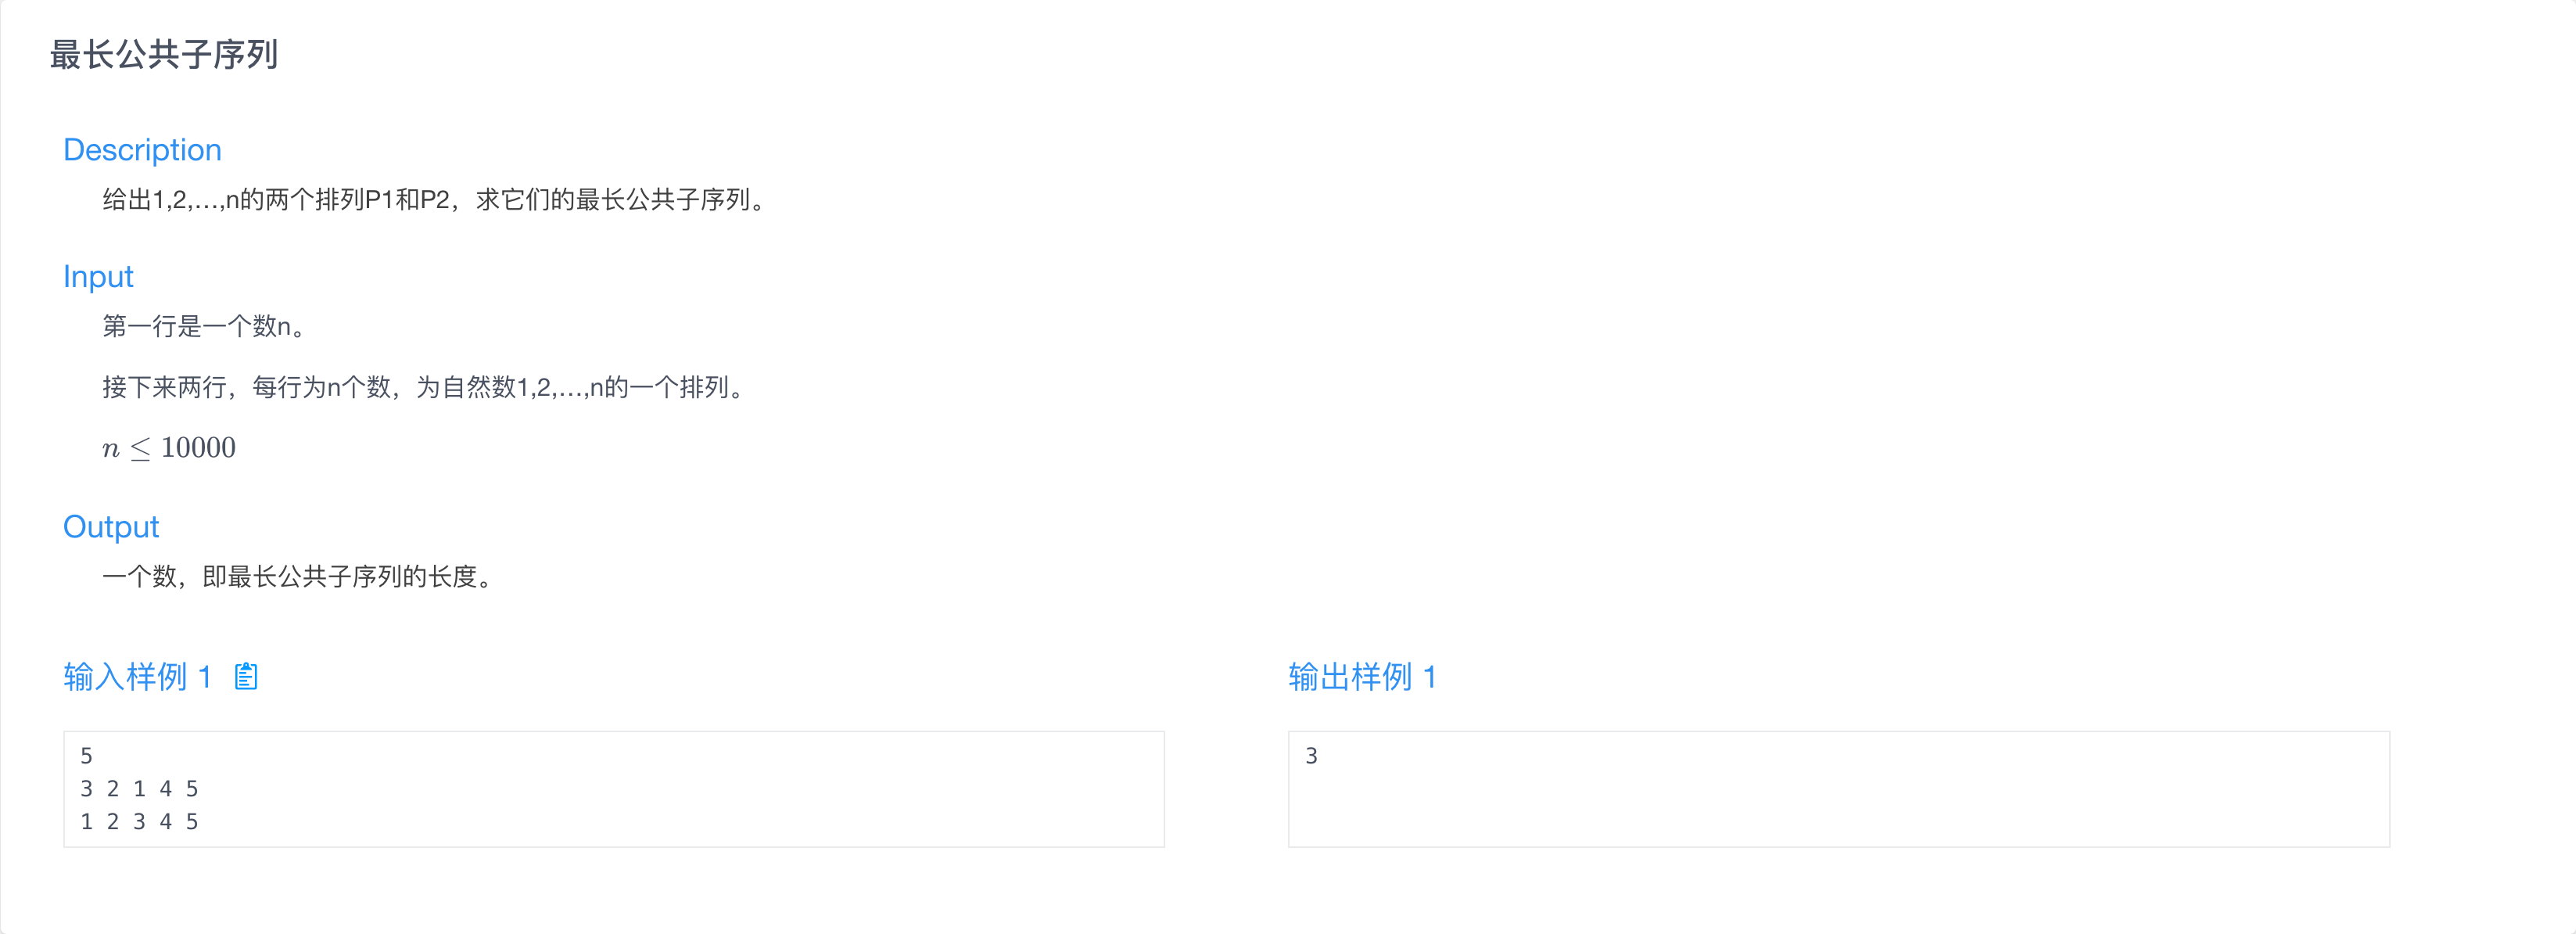 最长公共子序列
Description
给出1,2,…,n的两个排列P1和P2，求它们的最长公共子序列。
Input
第一行是一个数n。
接下来两行，每行为n个数，为自然数1,2,…,n的一个排列。
n ≤ 10000
Output
一个数，即最长公共子序列的长度。
输入样例 1
5
3 2 1 4 5
1 2 3 4 5
输出样例 1
3